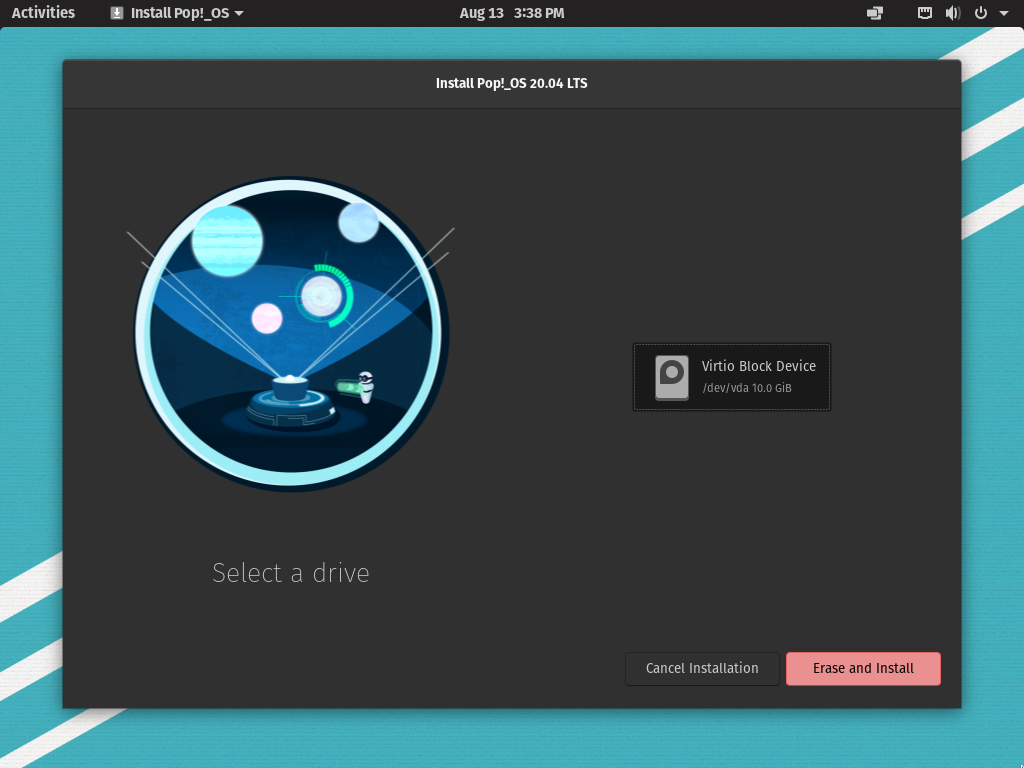 Activities
Install Pop!_OS
Aug 13 3:38 PM
Install Pop!_OS 20.04 LTS
Virtio Block Device
/dev/vda 10.0 GiB
Select a drive
Cancel Installation
Erase and Install